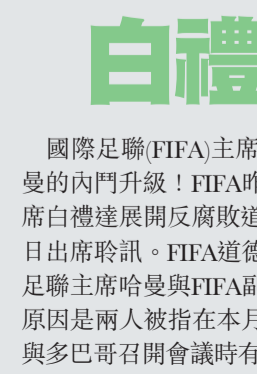 白禮
國際足聯(FIFA)主席
曼的內鬥升級！FIFA昨
席白禮達展開反腐敗道
日出席聆訊。FIFA道德
足聯主席哈曼與FIFA副
原因是兩人被指在本月
與多巴哥召開會議時有